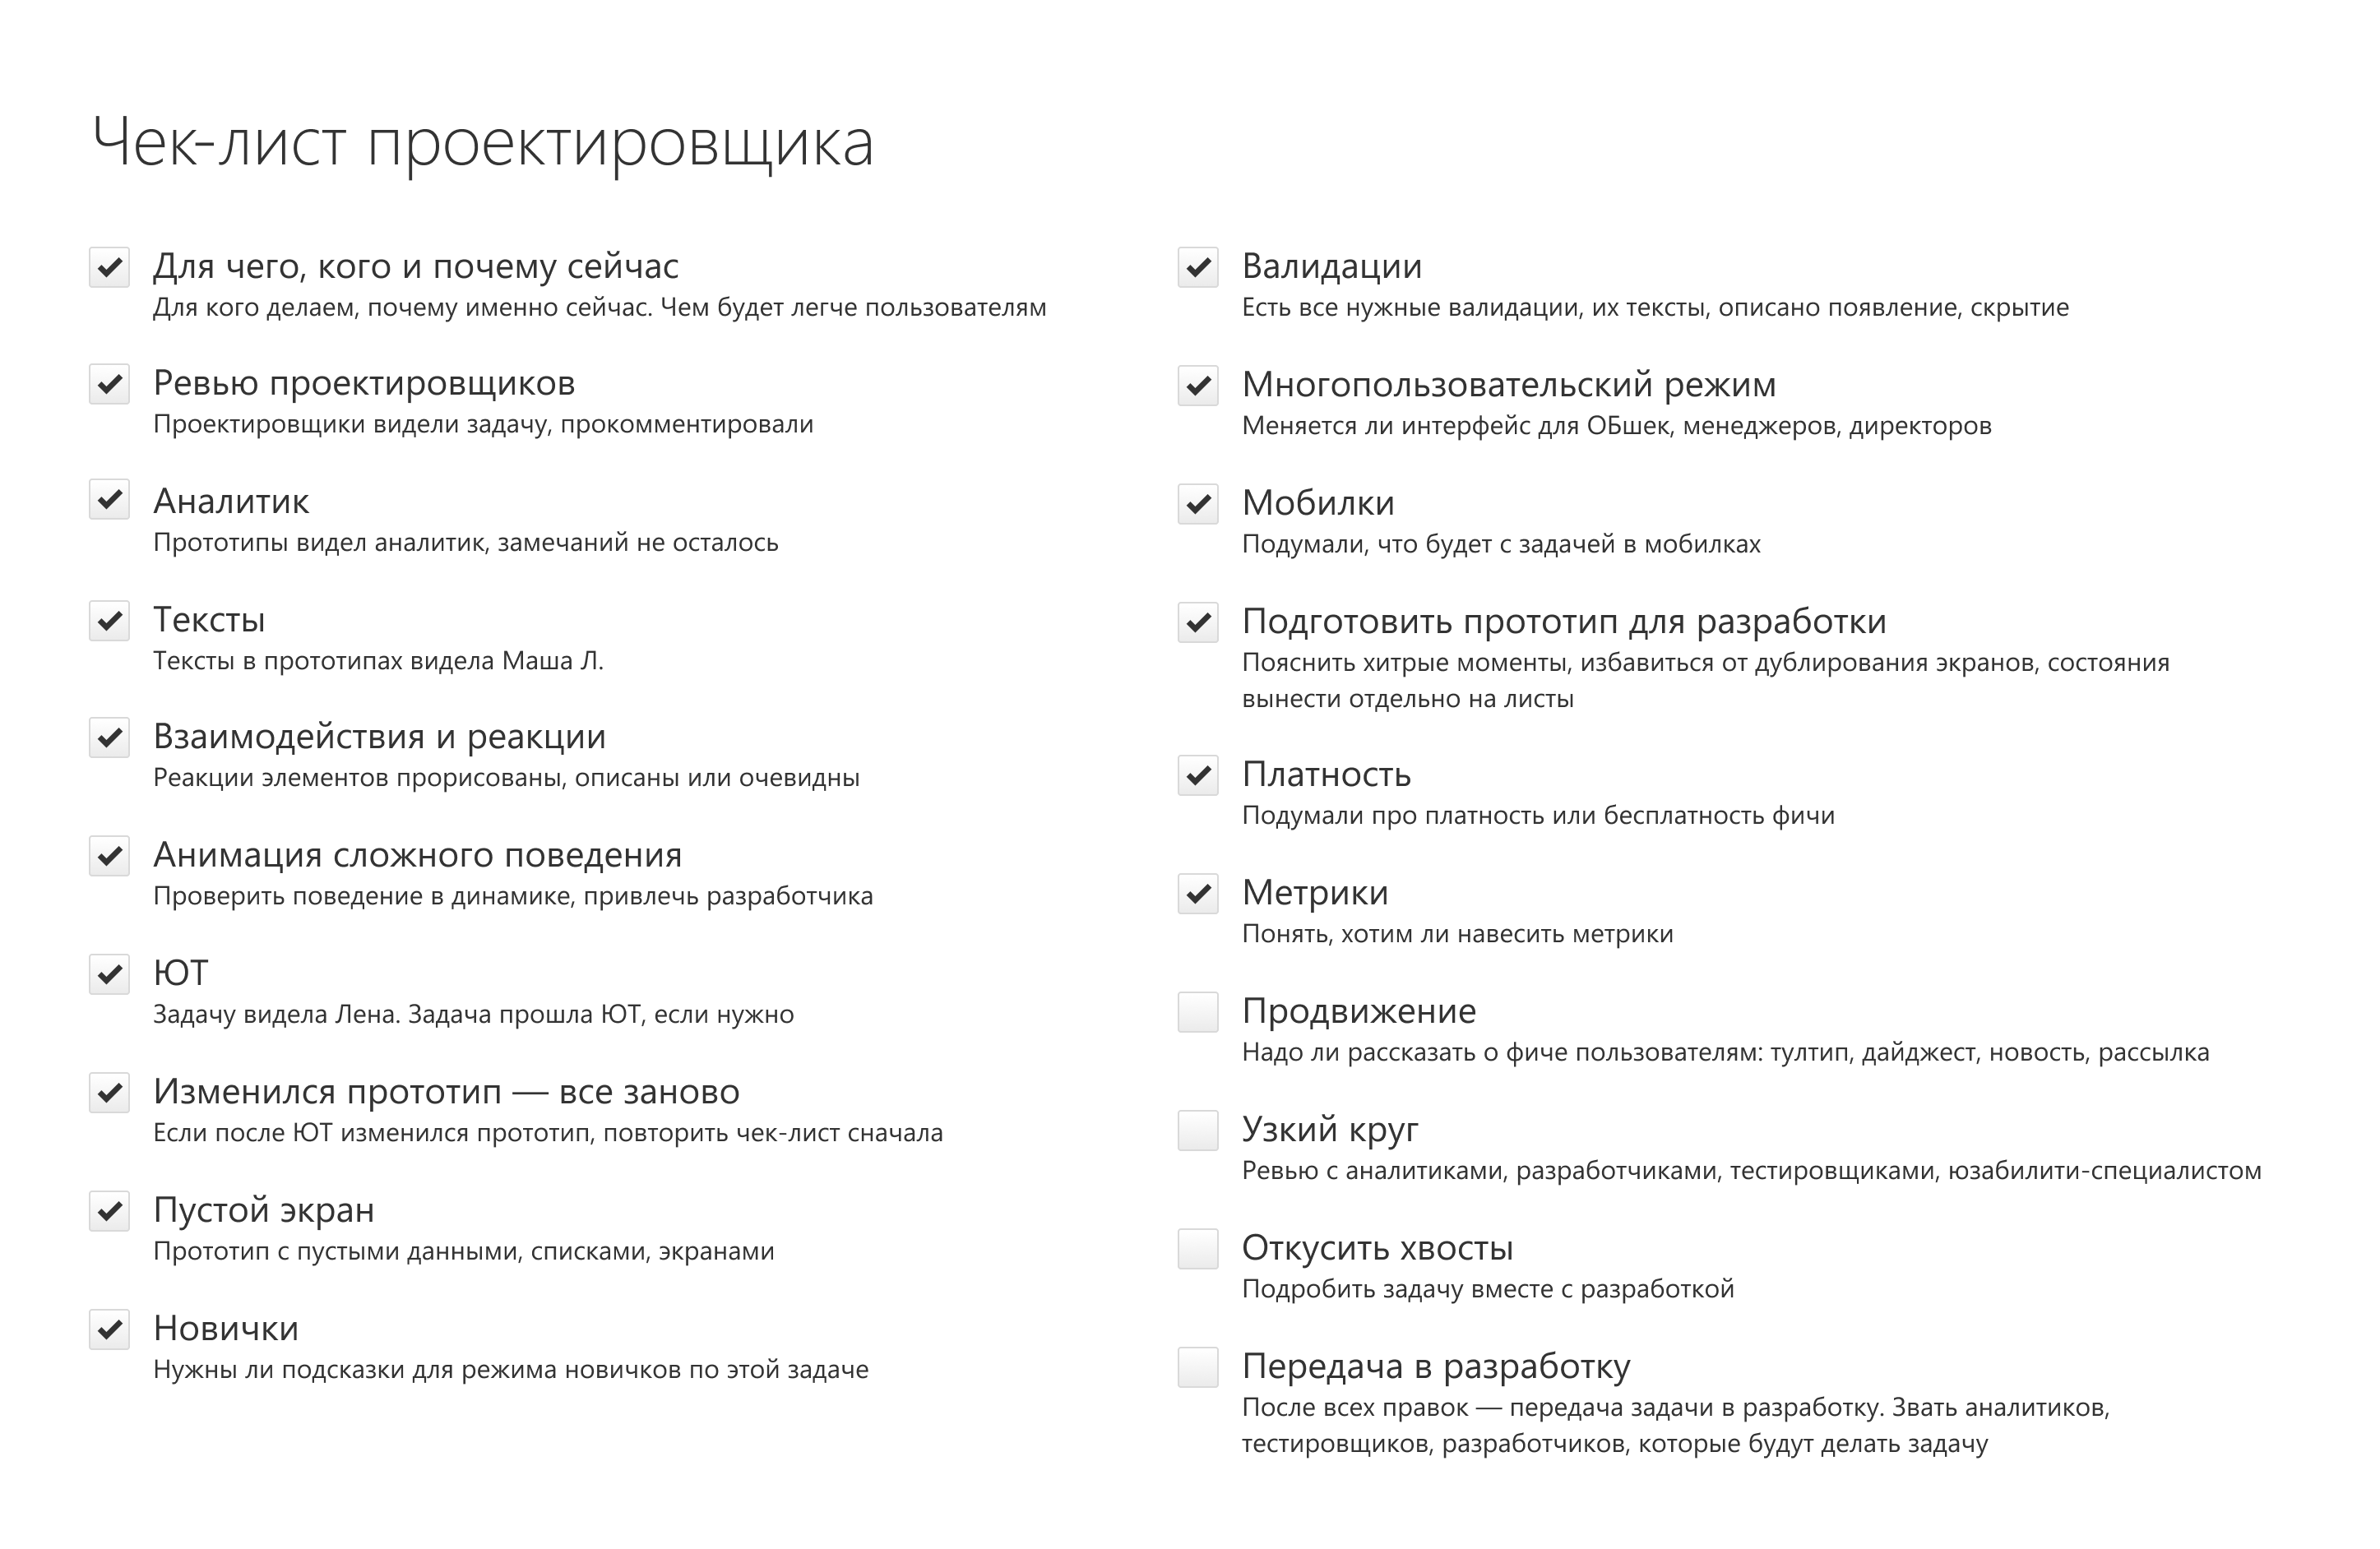 Чек-лист проектировщика
Для чего, кого и почему сейчас
Для кого делаем, почему именно сейчас. Чем будет легче пользователям
Ревью проектировщиков
Проектировщики видели задачу, прокомментировали
Аналитик
Прототипы видел аналитик, замечаний не осталось
Тексты
Тексты в прототипах видела Маша Л.
Взаимодействия и реакции
Реакции элементов прорисованы, описаны или очевидны
Анимация сложного поведения
Проверить поведение в динамике, привлечь разработчика
ЮТ
Задачу видела Лена. Задача прошла ЮТ, если нужно
Изменился прототип — все заново
Если после ЮТ изменился прототип, повторить чек-лист сначала
Пустой экран
Прототип с пустыми данными, списками, экранами
Новички
Нужны ли подсказки для режима новичков по этой задаче
Валидации
Есть все нужные валидации, их тексты, описано появление, скрытие
Многопользовательский режим
Меняется ли интерфейс для ОБшек, менеджеров, директоров
Мобилки
Подумали, что будет с задачей в мобилках
Подготовить прототип для разработки
Пояснить хитрые моменты, избавиться от дублирования экранов, состояния
вынести отдельно на листы
Платность
Подумали про платность или бесплатность фичи
Метрики
Понять, хотим ли навесить метрики
Продвижение
Надо ли рассказать о фиче пользователям: тултип, дайджест, новость, рассылка
Узкий круг
Ревью с аналитиками, разработчиками, тестировщиками, юзабилити-специалистом
Откусить хвосты
Подробить задачу вместе с разработкой
Передача в разработку
После всех правок — передача задачи в разработку. Звать аналитиков,
тестировщиков, разработчиков, которые будут делать задачу